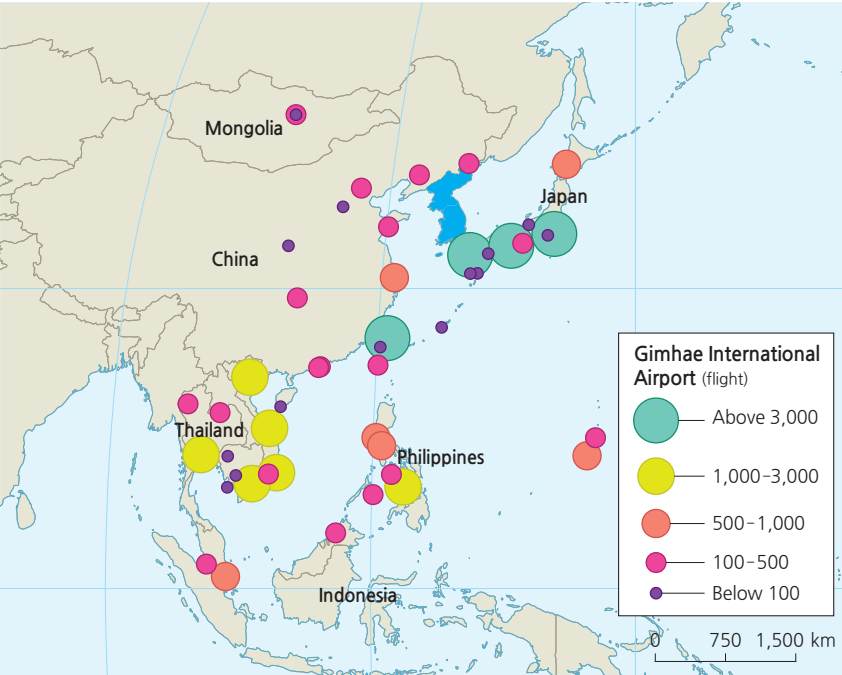 Mongolia
Japan
China
Thailand
Philippines
Indonesia
Gimhae International
Airport (flight)
Above 3,000
1,000-3,000
500-1,000
100-500
Below 100
0 750 1,500 km